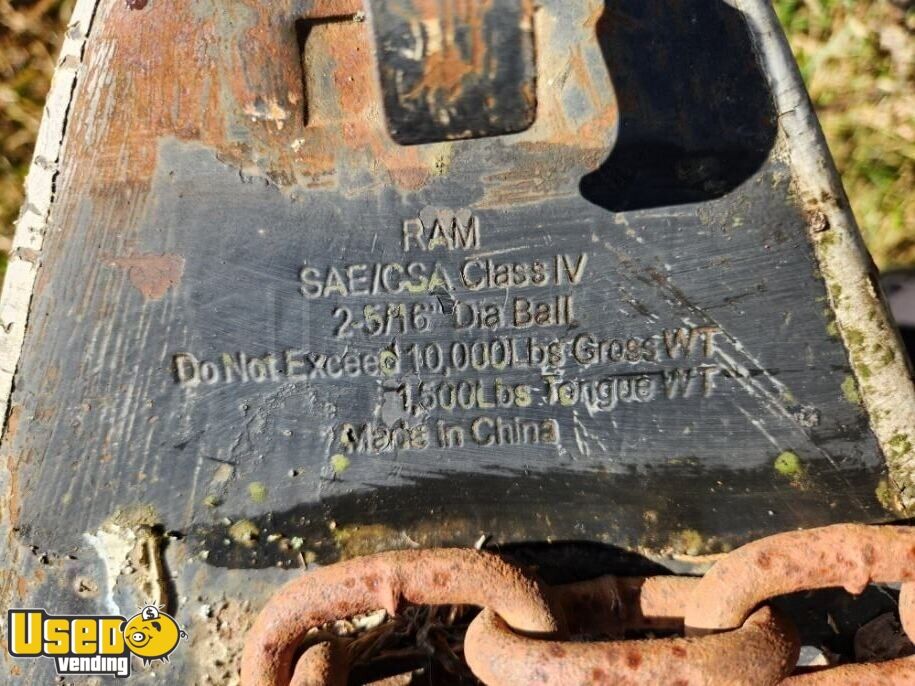 RAM
SAE/CSA Class IV
2-5/16" Dia Ball
Do Not Exceed 10,000Lbs Gross WT
1,500Lbs Tongue WT
Made in China
USED
vending